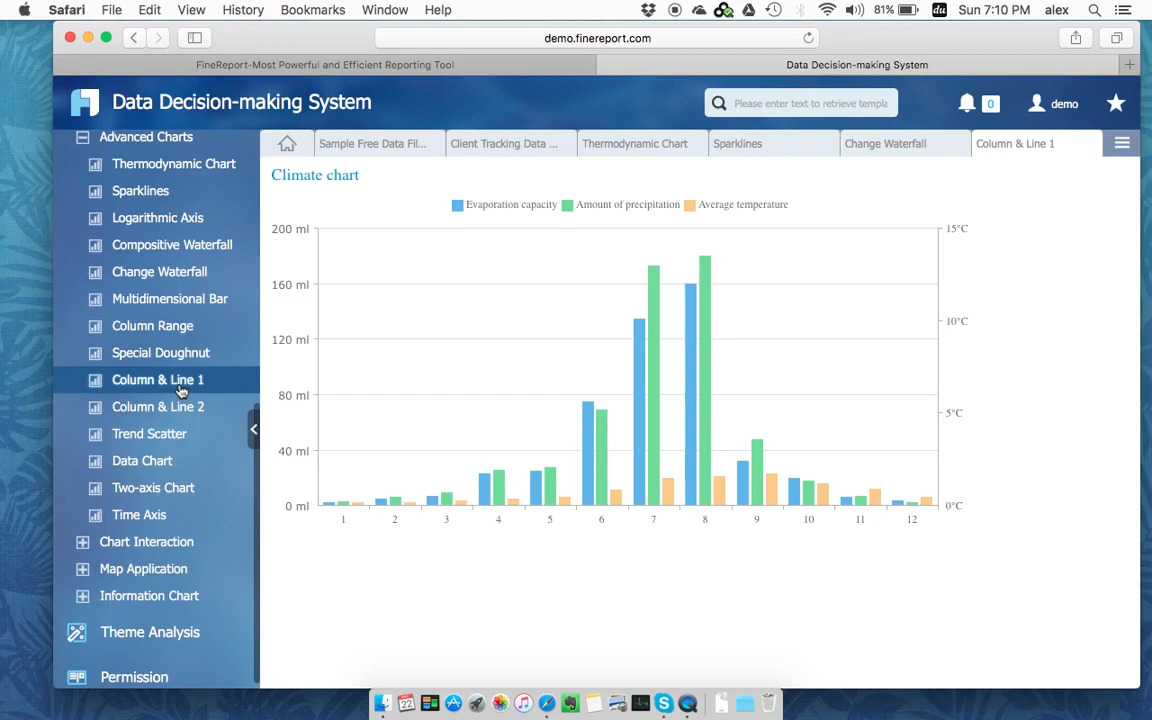 Safari File Edit View History Bookmarks Window Help 81% du Sun 7:10 PM alex
demo.finereport.com
FineReport-Most Powerful and Efficient Reporting Tool Data Decision-making System
Data Decision-making System Please enter text to retrieve templa 0 demo
Advanced Charts
Thermodynamic Chart
Sparklines
Logarithmic Axis
Compositive Waterfall
Change Waterfall
Multidimensional Bar
Column Range
Special Doughnut
Column & Line 1
Column & Line 2
Trend Scatter
Data Chart
Two-axis Chart
Time Axis
Chart Interaction
Map Application
Information Chart
Theme Analysis
Permission
Sample Free Data Fil... Client Tracking Data ... Thermodynamic Chart Sparklines Change Waterfall Column & Line 1
Climate chart
Evaporation capacity Amount of precipitation Average temperature
200 ml 15°C
160 ml
10°C
120 ml
80 ml
5°C
40 ml
0 ml 0°C
1 2 3 4 5 6 7 8 9 10 11 12
22